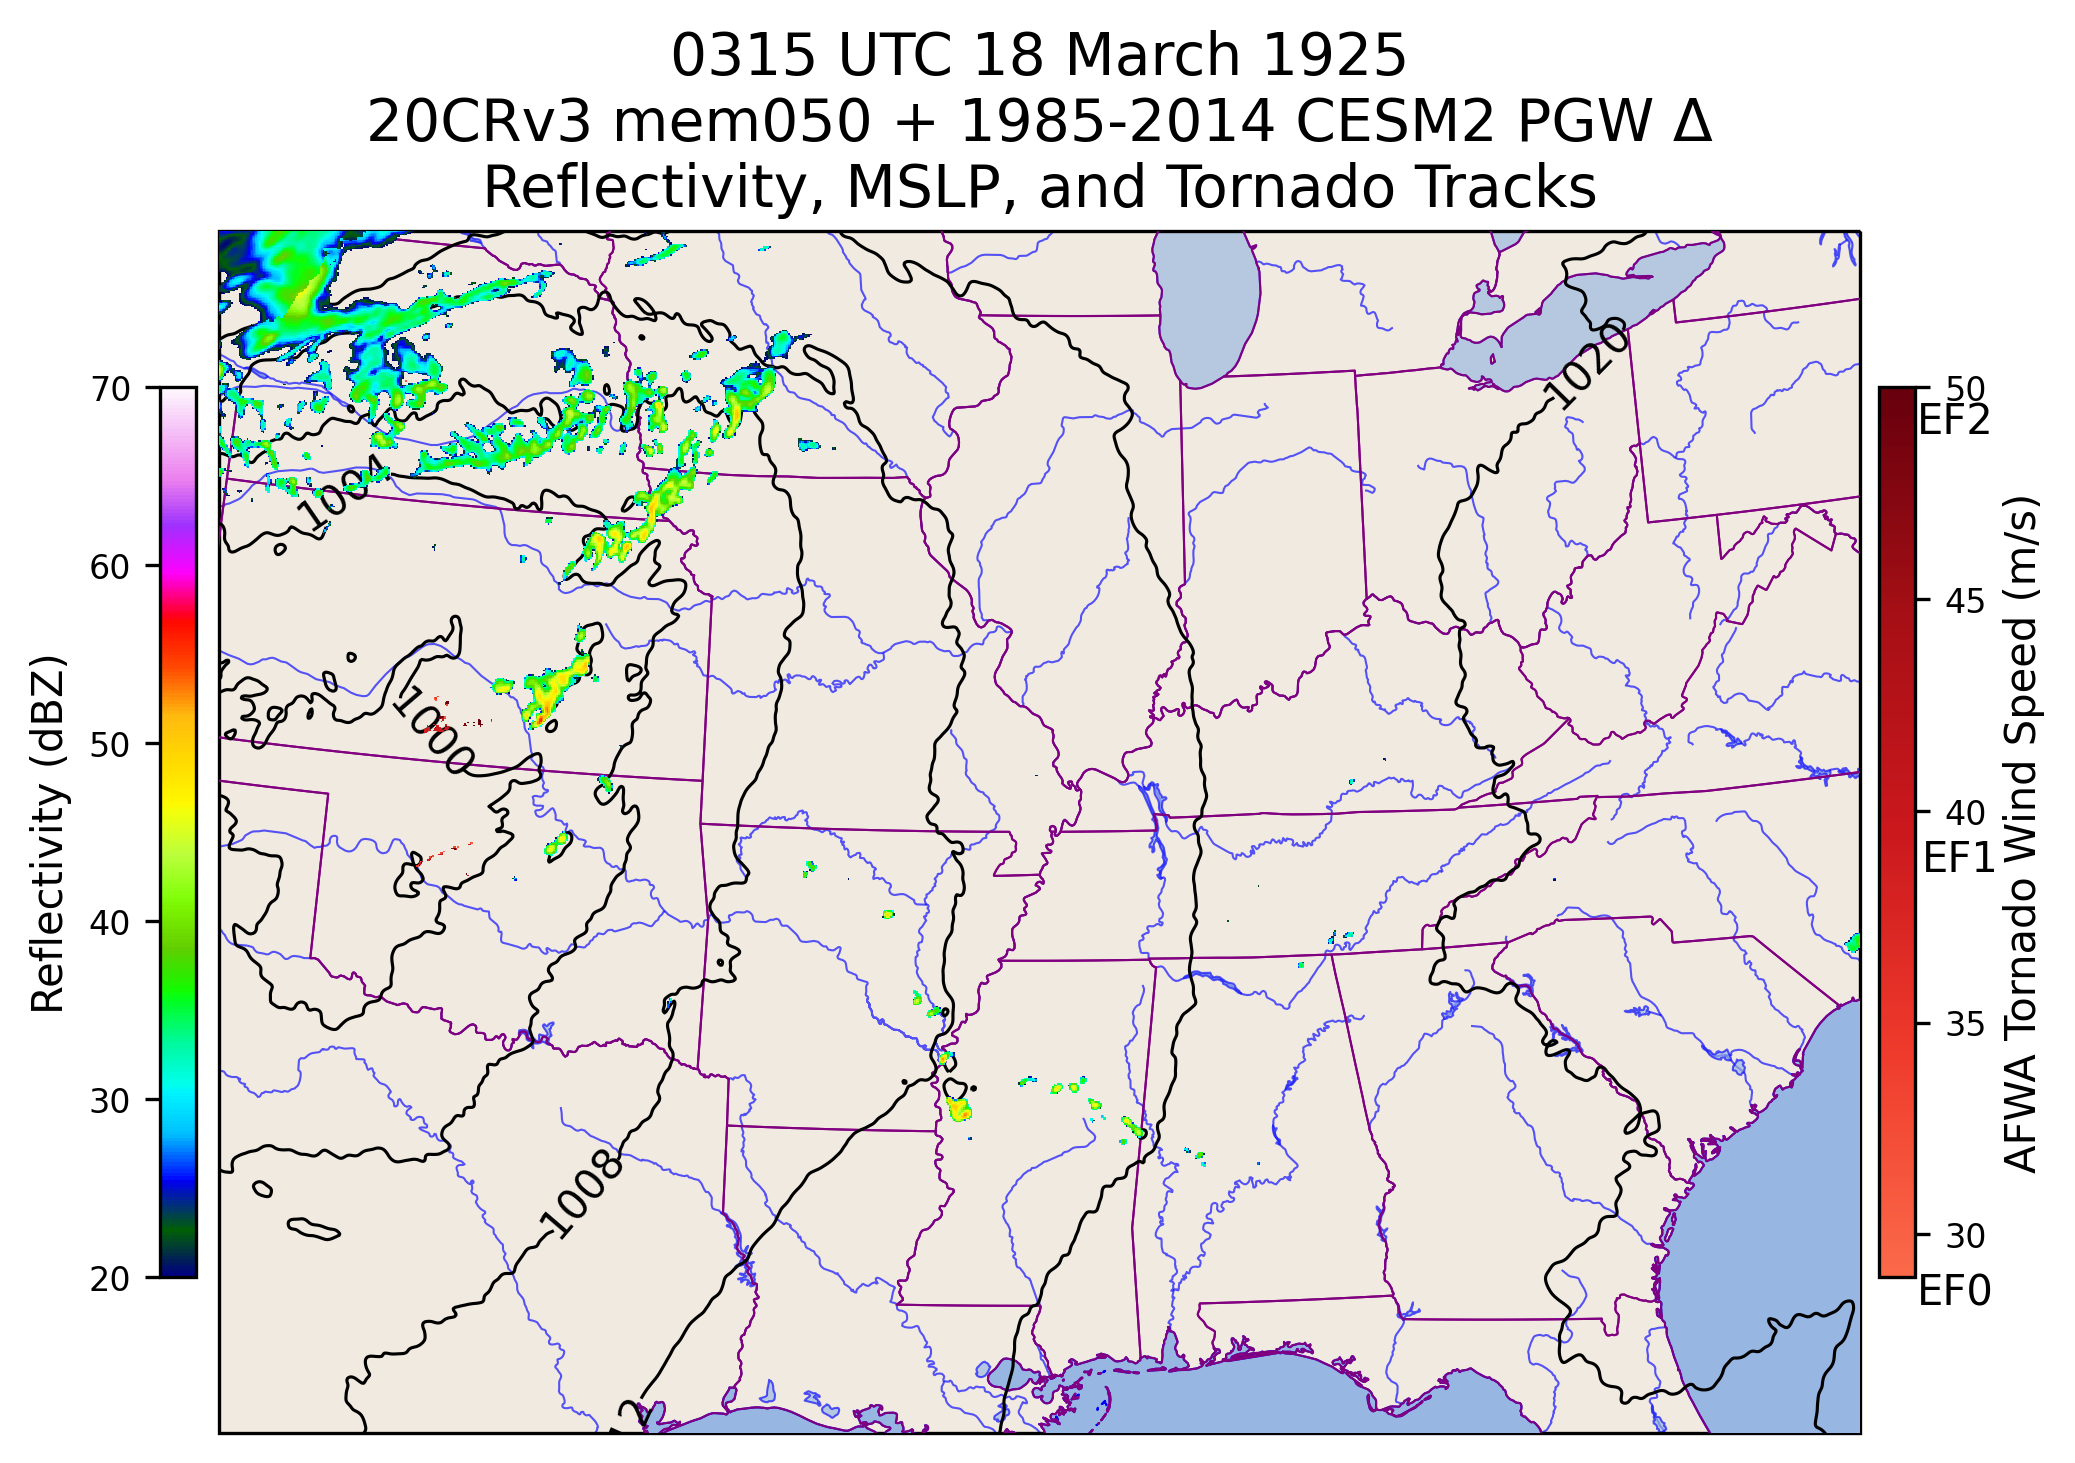 0315 UTC 18 March 1925
20CRv3 mem050 + 1985-2014 CESM2 PGW Δ
Reflectivity, MSLP, and Tornado Tracks
Reflectivity (dBZ)
70
60
50
40
30
20
1004
1000
1008
1020
50
EF2
45
40
EF1
35
30
EF0
AFWA Tornado Wind Speed (m/s)